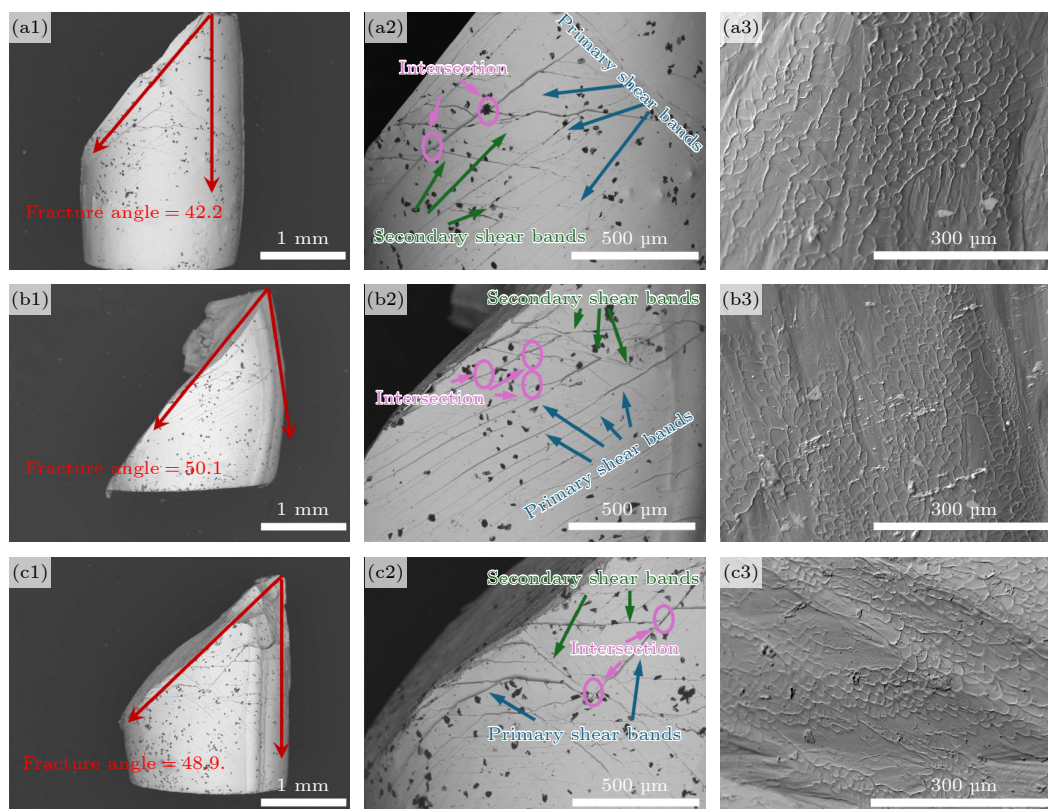 (a1)
Fracture angle = 42.2
1 mm
(a2)
Intersection
Primary shear bands
Secondary shear bands
500 µm
(a3)
300 µm
(b1)
Fracture angle = 50.1
1 mm
(b2)
Secondary shear bands
Intersection
Primary shear bands
500 µm
(b3)
300 µm
(c1)
Fracture angle = 48.9.
1 mm
(c2)
Secondary shear bands
Intersection
Primary shear bands
500 µm
(c3)
300 µm